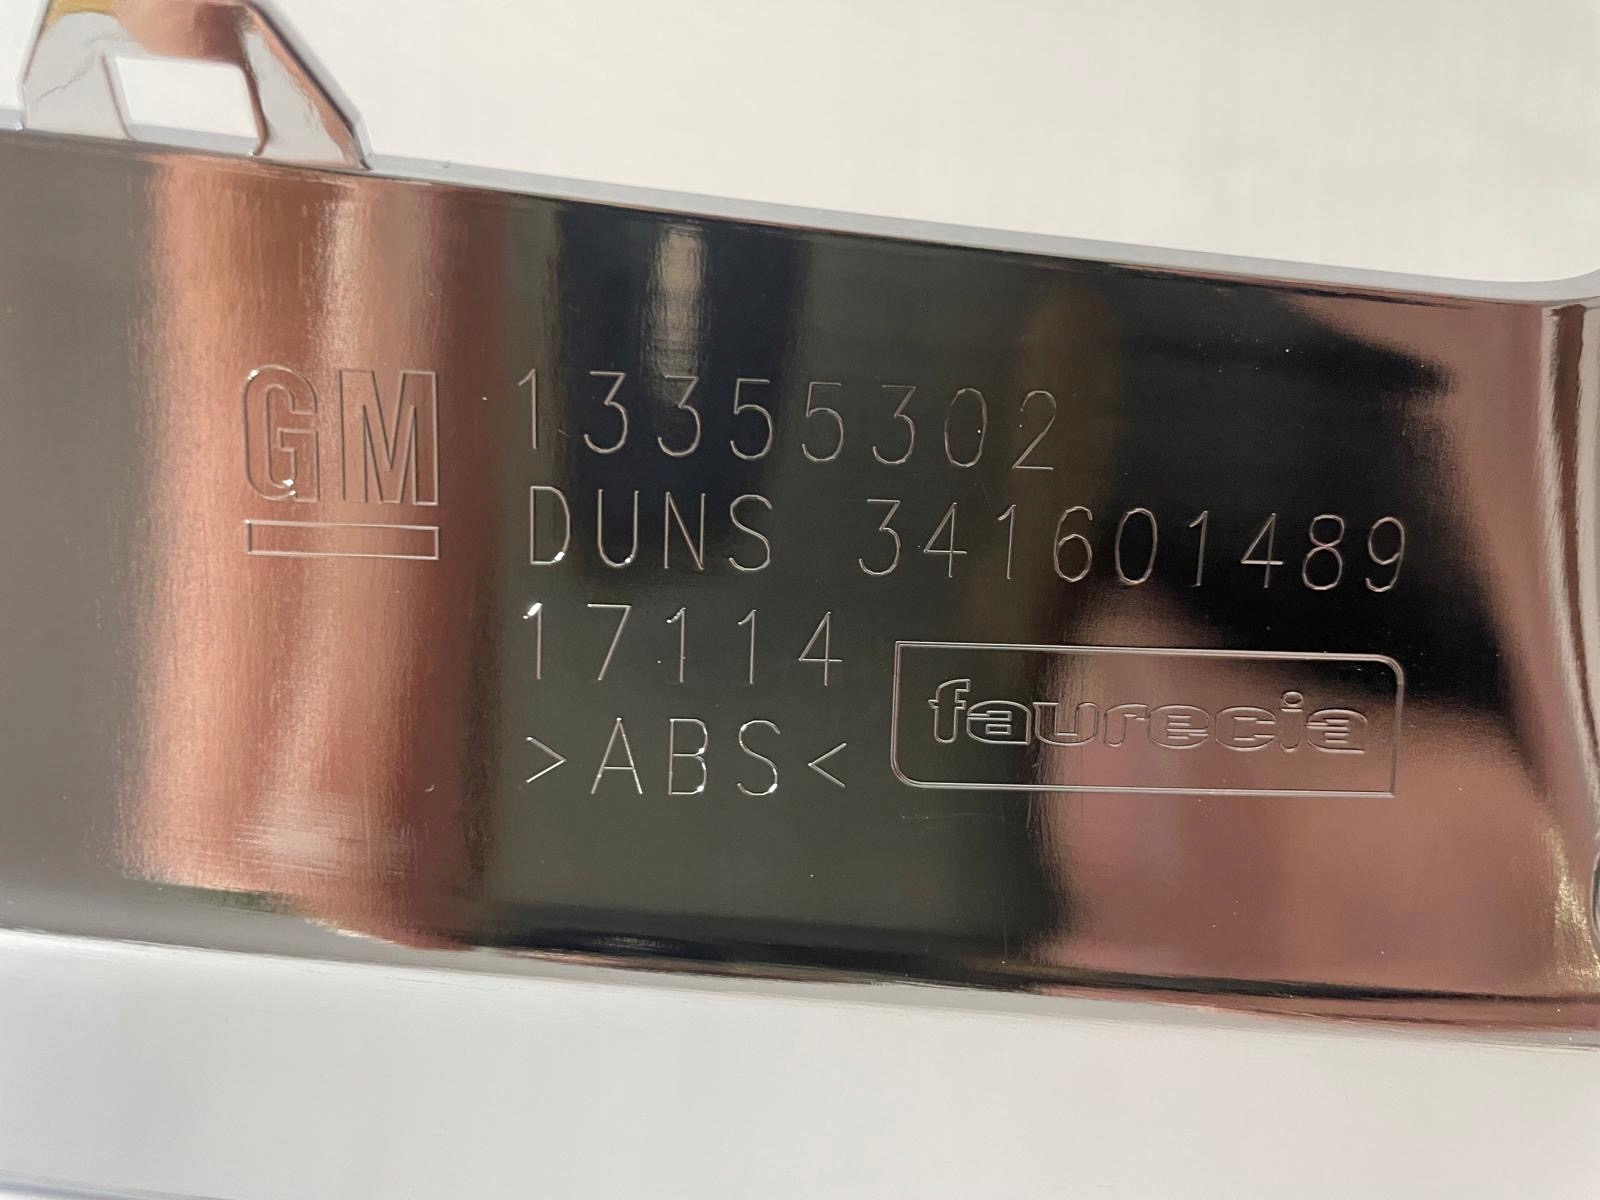 GM 13355302
DUNS 341601489
17114
>ABS<
faurecia